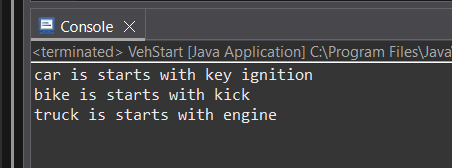 Console
<terminated> VehStart [Java Application] C:\Program Files\Java\
car is starts with key ignition
bike is starts with kick
truck is starts with engine